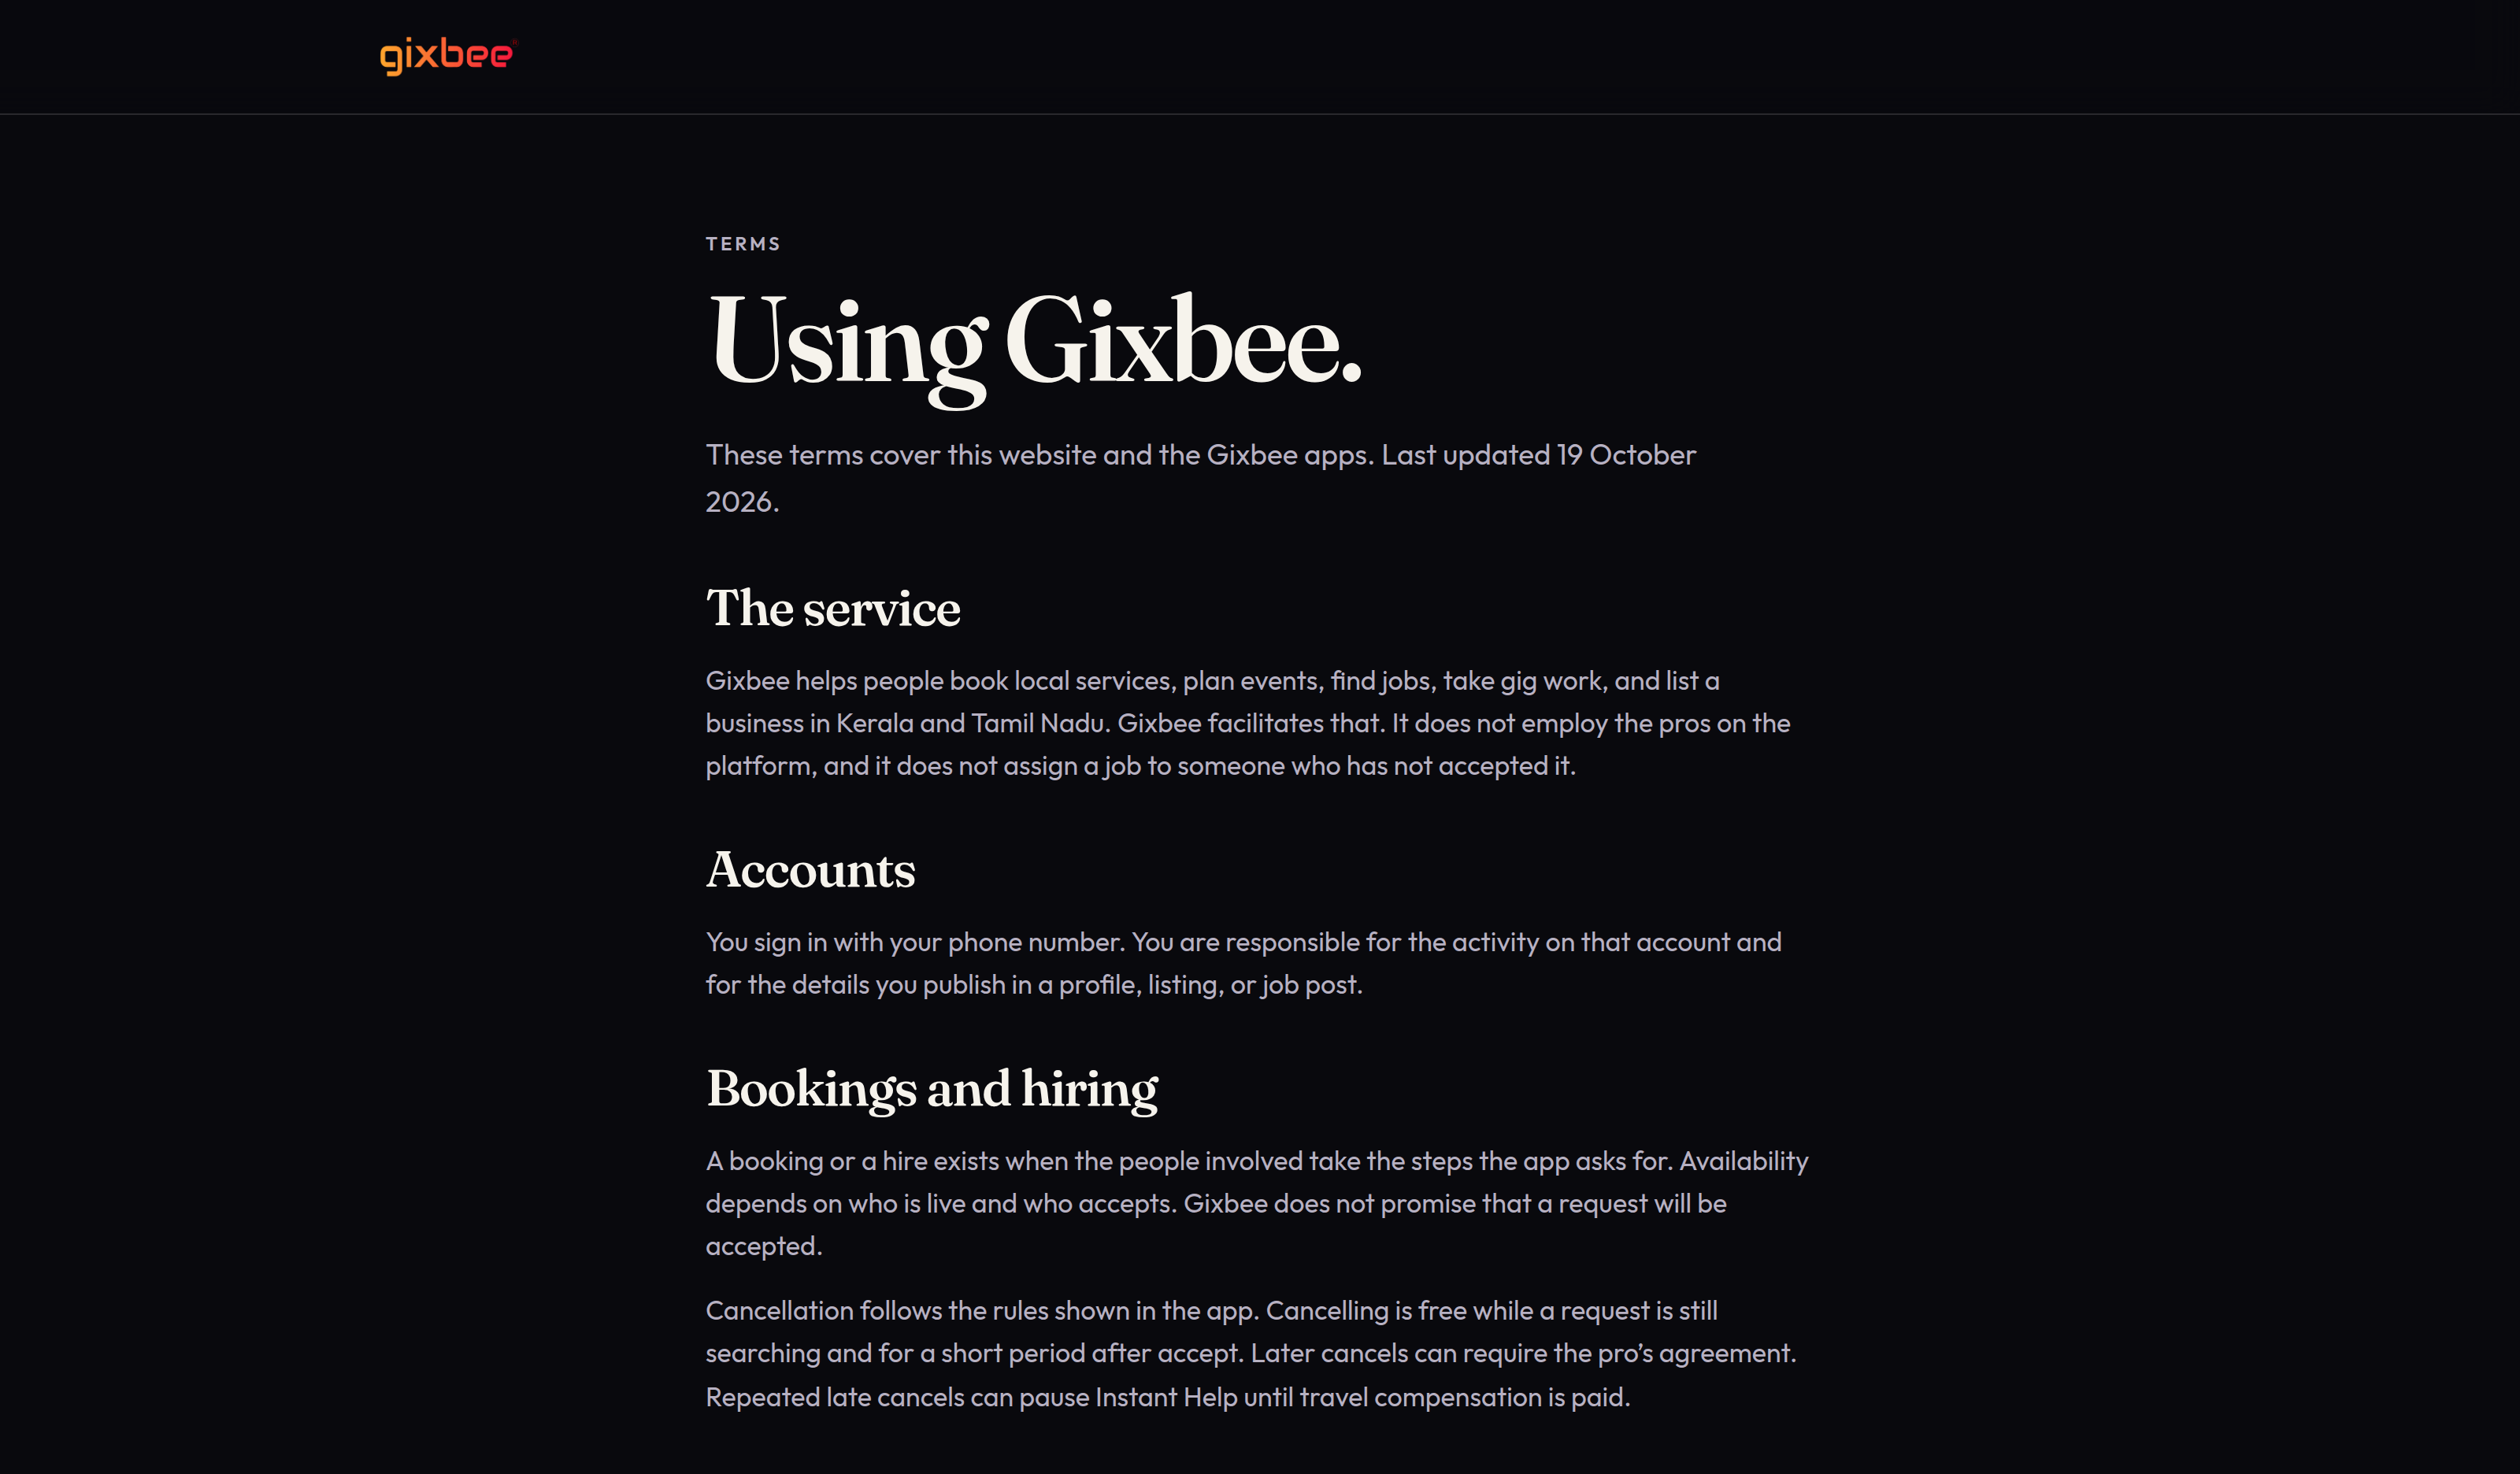 gixbee
TERMS
Using Gixbee.
These terms cover this website and the Gixbee apps. Last updated 19 October
2026.
The service
Gixbee helps people book local services, plan events, find jobs, take gig work, and list a
business in Kerala and Tamil Nadu. Gixbee facilitates that. It does not employ the pros on the
platform, and it does not assign a job to someone who has not accepted it.
Accounts
You sign in with your phone number. You are responsible for the activity on that account and
for the details you publish in a profile, listing, or job post.
Bookings and hiring
A booking or a hire exists when the people involved take the steps the app asks for. Availability
depends on who is live and who accepts. Gixbee does not promise that a request will be
accepted.
Cancellation follows the rules shown in the app. Cancelling is free while a request is still
searching and for a short period after accept. Later cancels can require the pro’s agreement.
Repeated late cancels can pause Instant Help until travel compensation is paid.